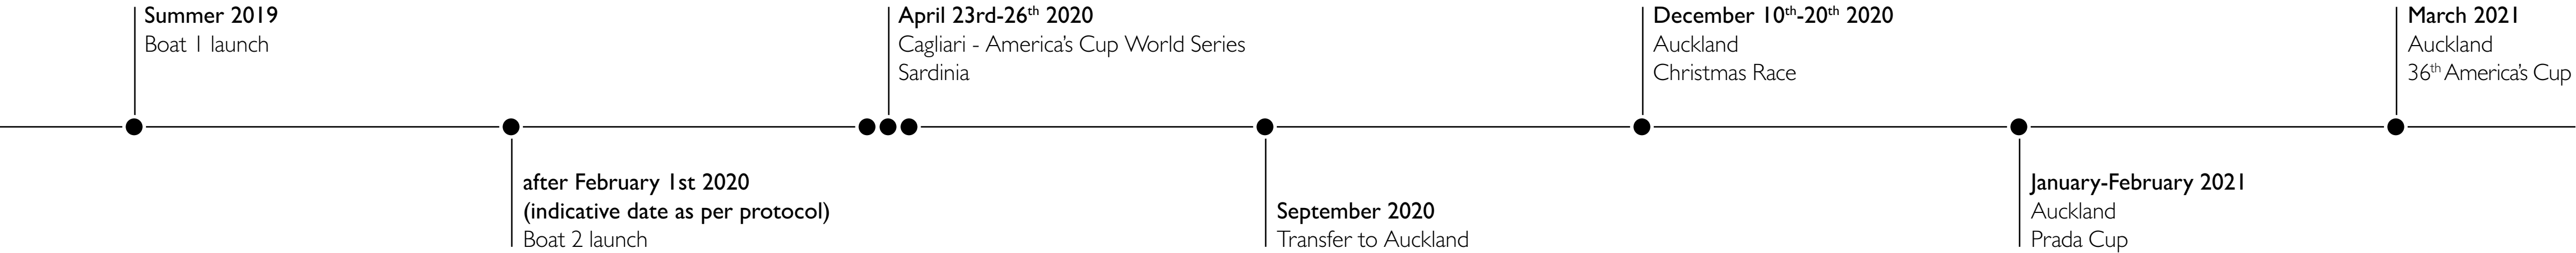 Summer 2019
Boat 1 launch
after February 1st 2020
(indicative date as per protocol)
Boat 2 launch
April 23rd-26th 2020
Cagliari - America's Cup World Series
Sardinia
September 2020
Transfer to Auckland
December 10th-20th 2020
Auckland
Christmas Race
January-February 2021
Auckland
Prada Cup
March 2021
Auckland
36th America's Cup